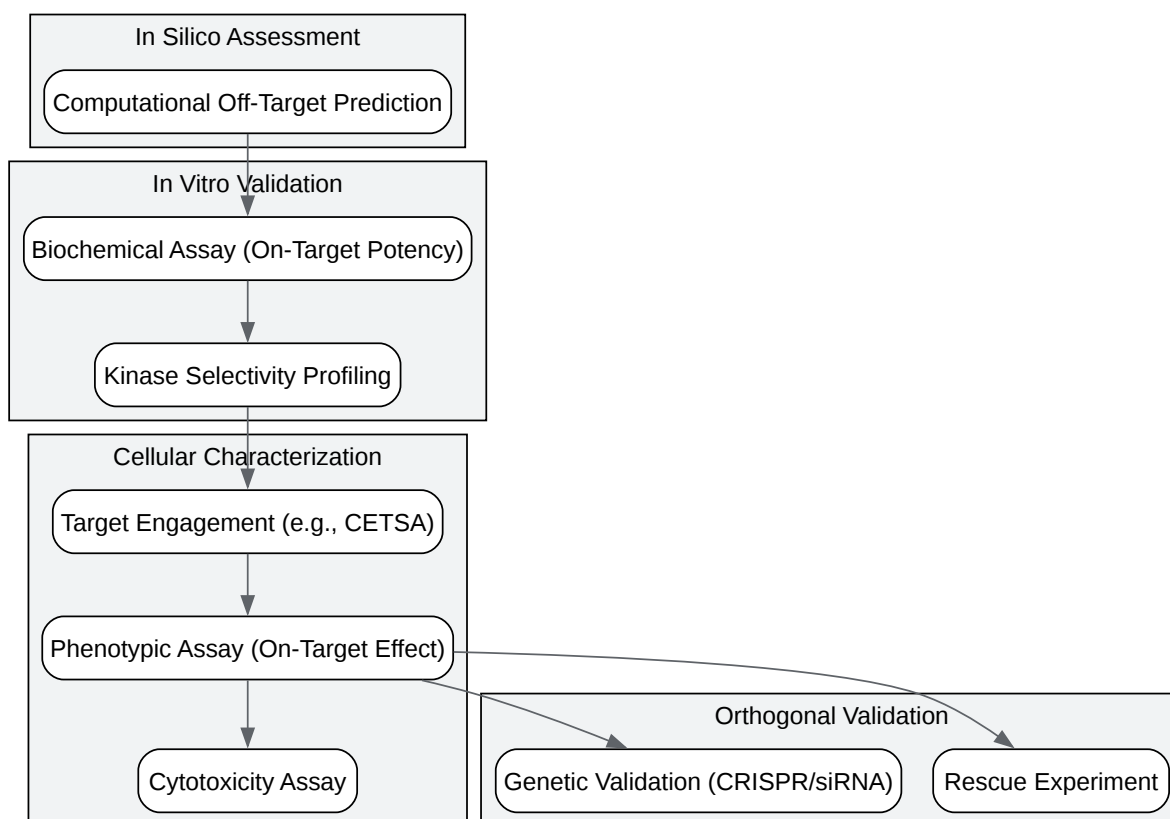 In Silico Assessment
Computational Off-Target Prediction
In Vitro Validation
Biochemical Assay (On-Target Potency)
Kinase Selectivity Profiling
Cellular Characterization
Target Engagement (e.g., CETSA)
Phenotypic Assay (On-Target Effect)
Cytotoxicity Assay
Orthogonal Validation
Genetic Validation (CRISPR/siRNA)
Rescue Experiment